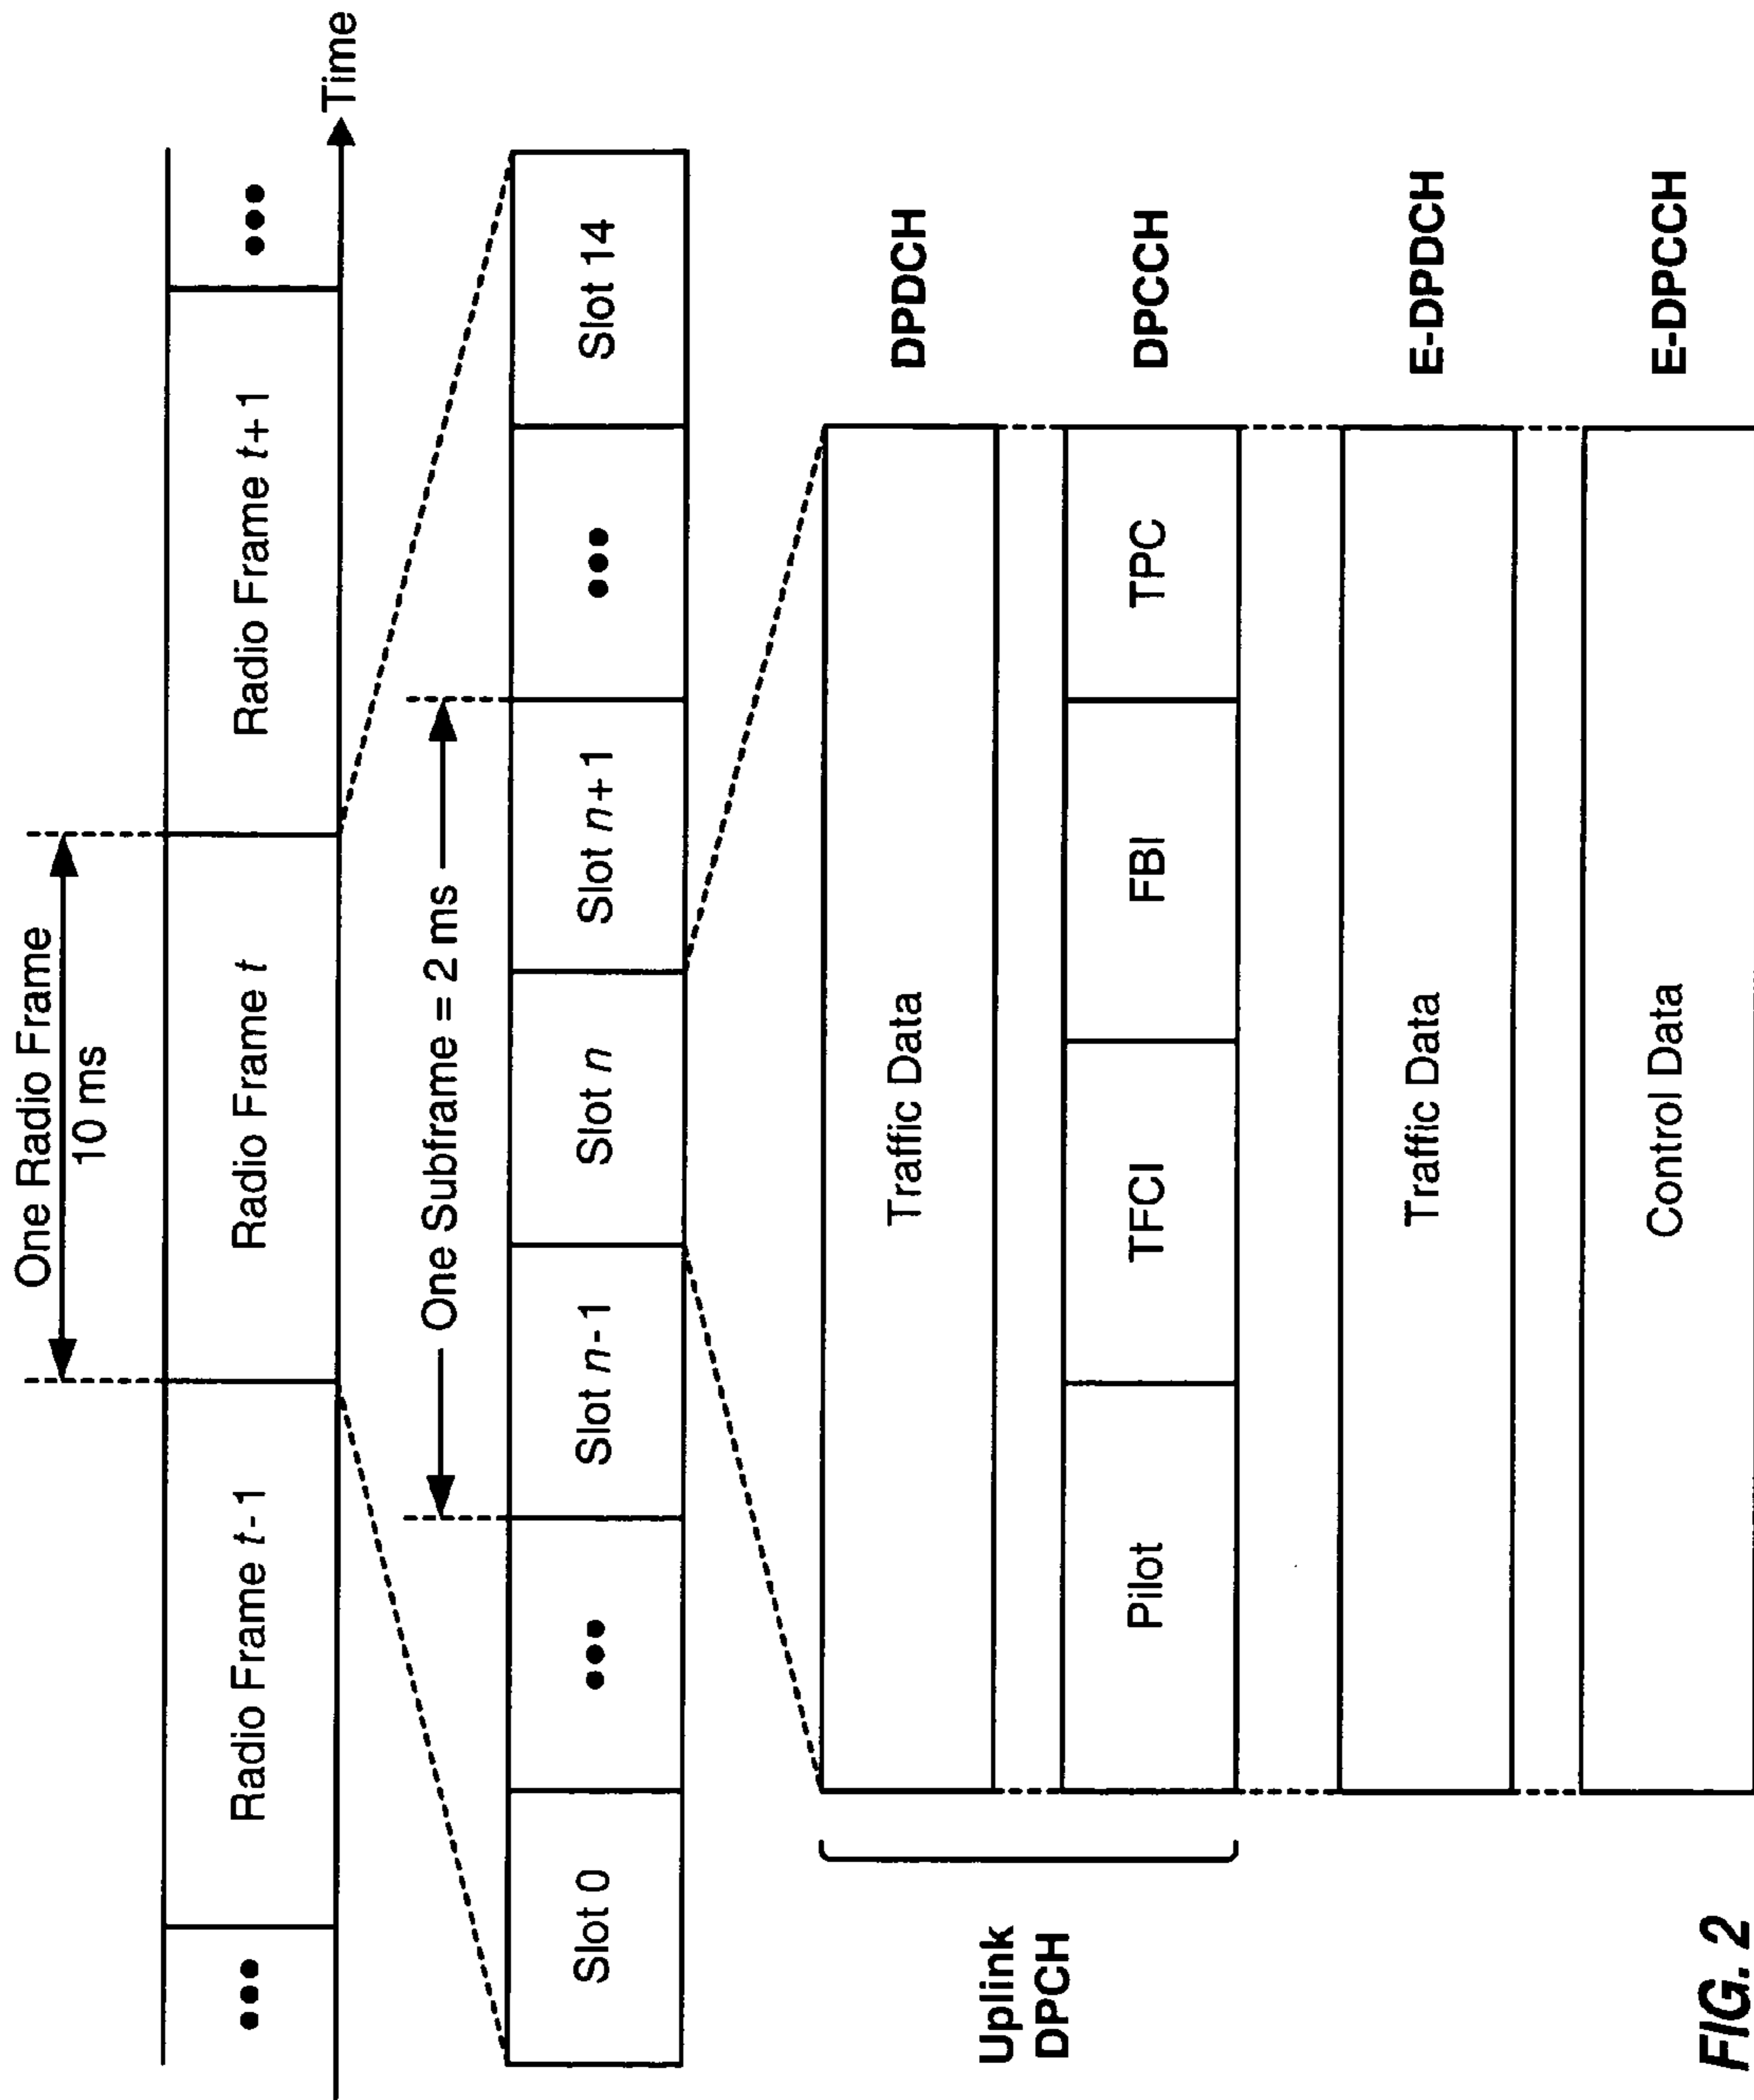 One Radio Frame
10 ms
••• Radio Frame t-1 Radio Frame t Radio Frame t+1 •••
Time
One Subframe = 2 ms
Slot 0 ••• Slot n-1 Slot n Slot n+1 ••• Slot 14
Uplink
DPCH
Traffic Data DPDCH
Pilot TFCI FBI TPC DPCCH
Traffic Data E-DPDCH
Control Data E-DPCCH
FIG. 2